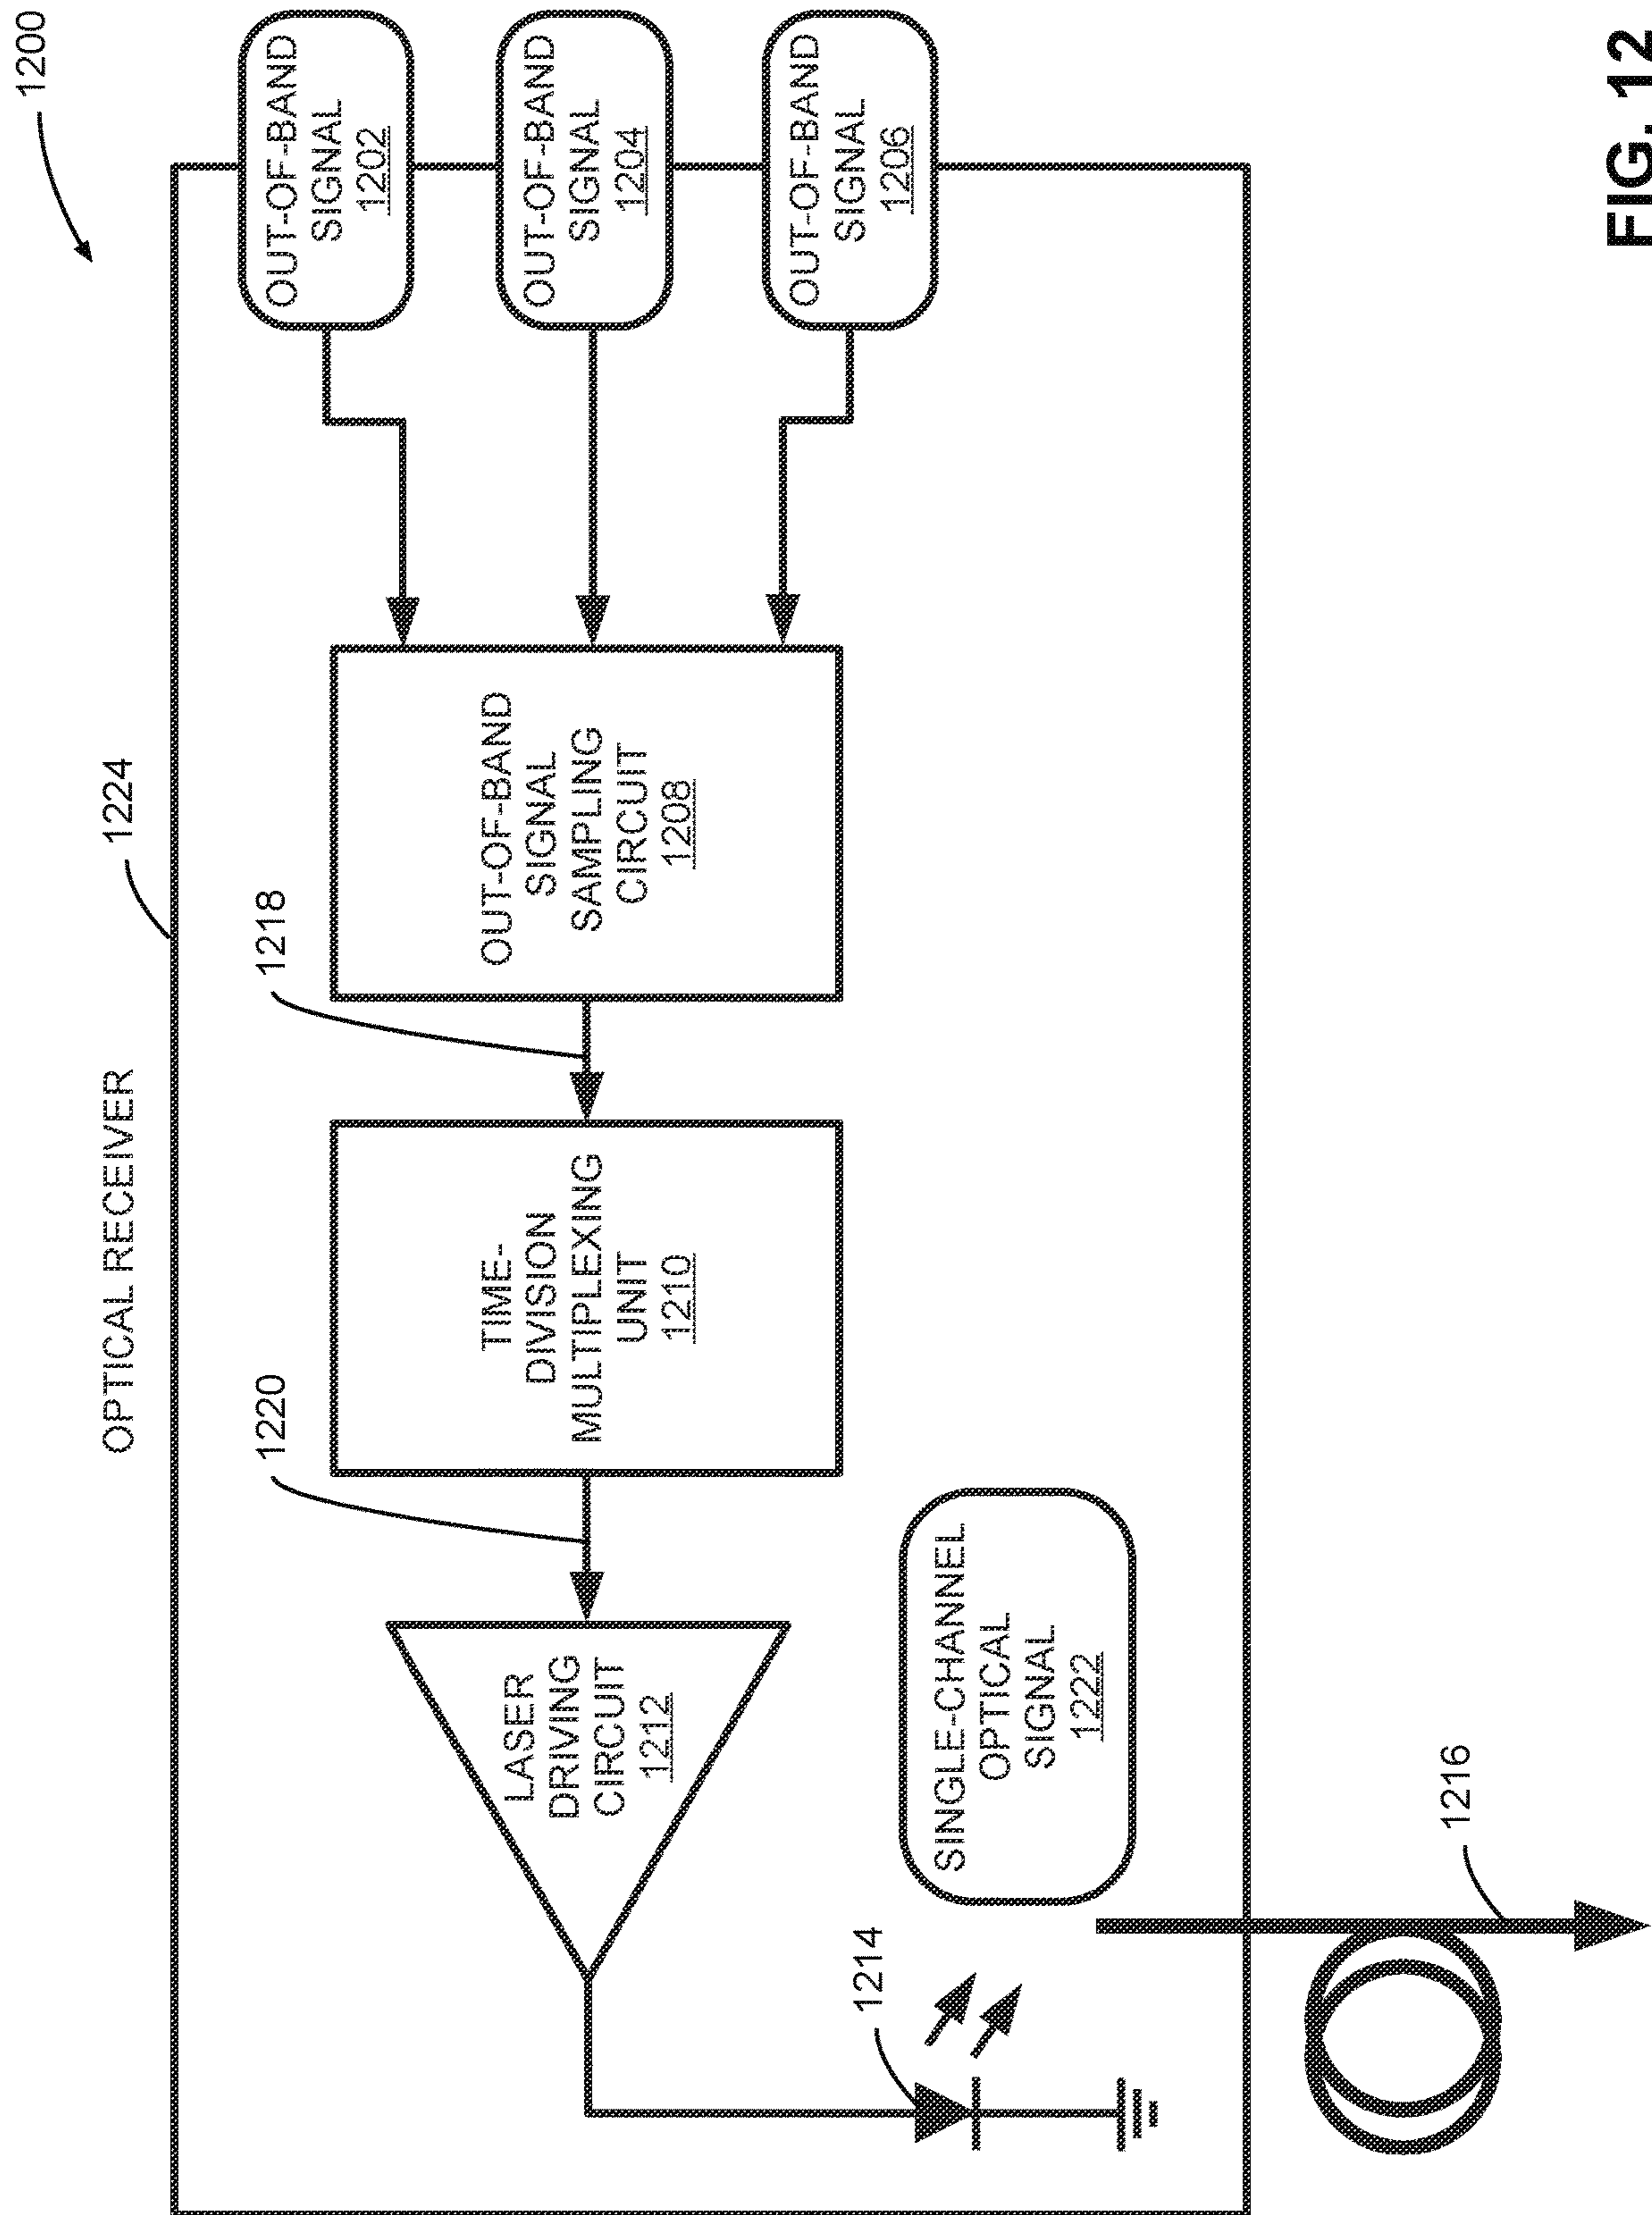 1200
OPTICAL RECEIVER
1224
1220
1218
LASER
DRIVING
CIRCUIT
1212
TIME-
DIVISION
MULTIPLEXING
UNIT
1210
OUT-OF-BAND
SIGNAL
SAMPLING
CIRCUIT
1208
OUT-OF-BAND
SIGNAL
1202
OUT-OF-BAND
SIGNAL
1204
OUT-OF-BAND
SIGNAL
1206
1214
SINGLE-CHANNEL
OPTICAL
SIGNAL
1222
1216
FIG. 12